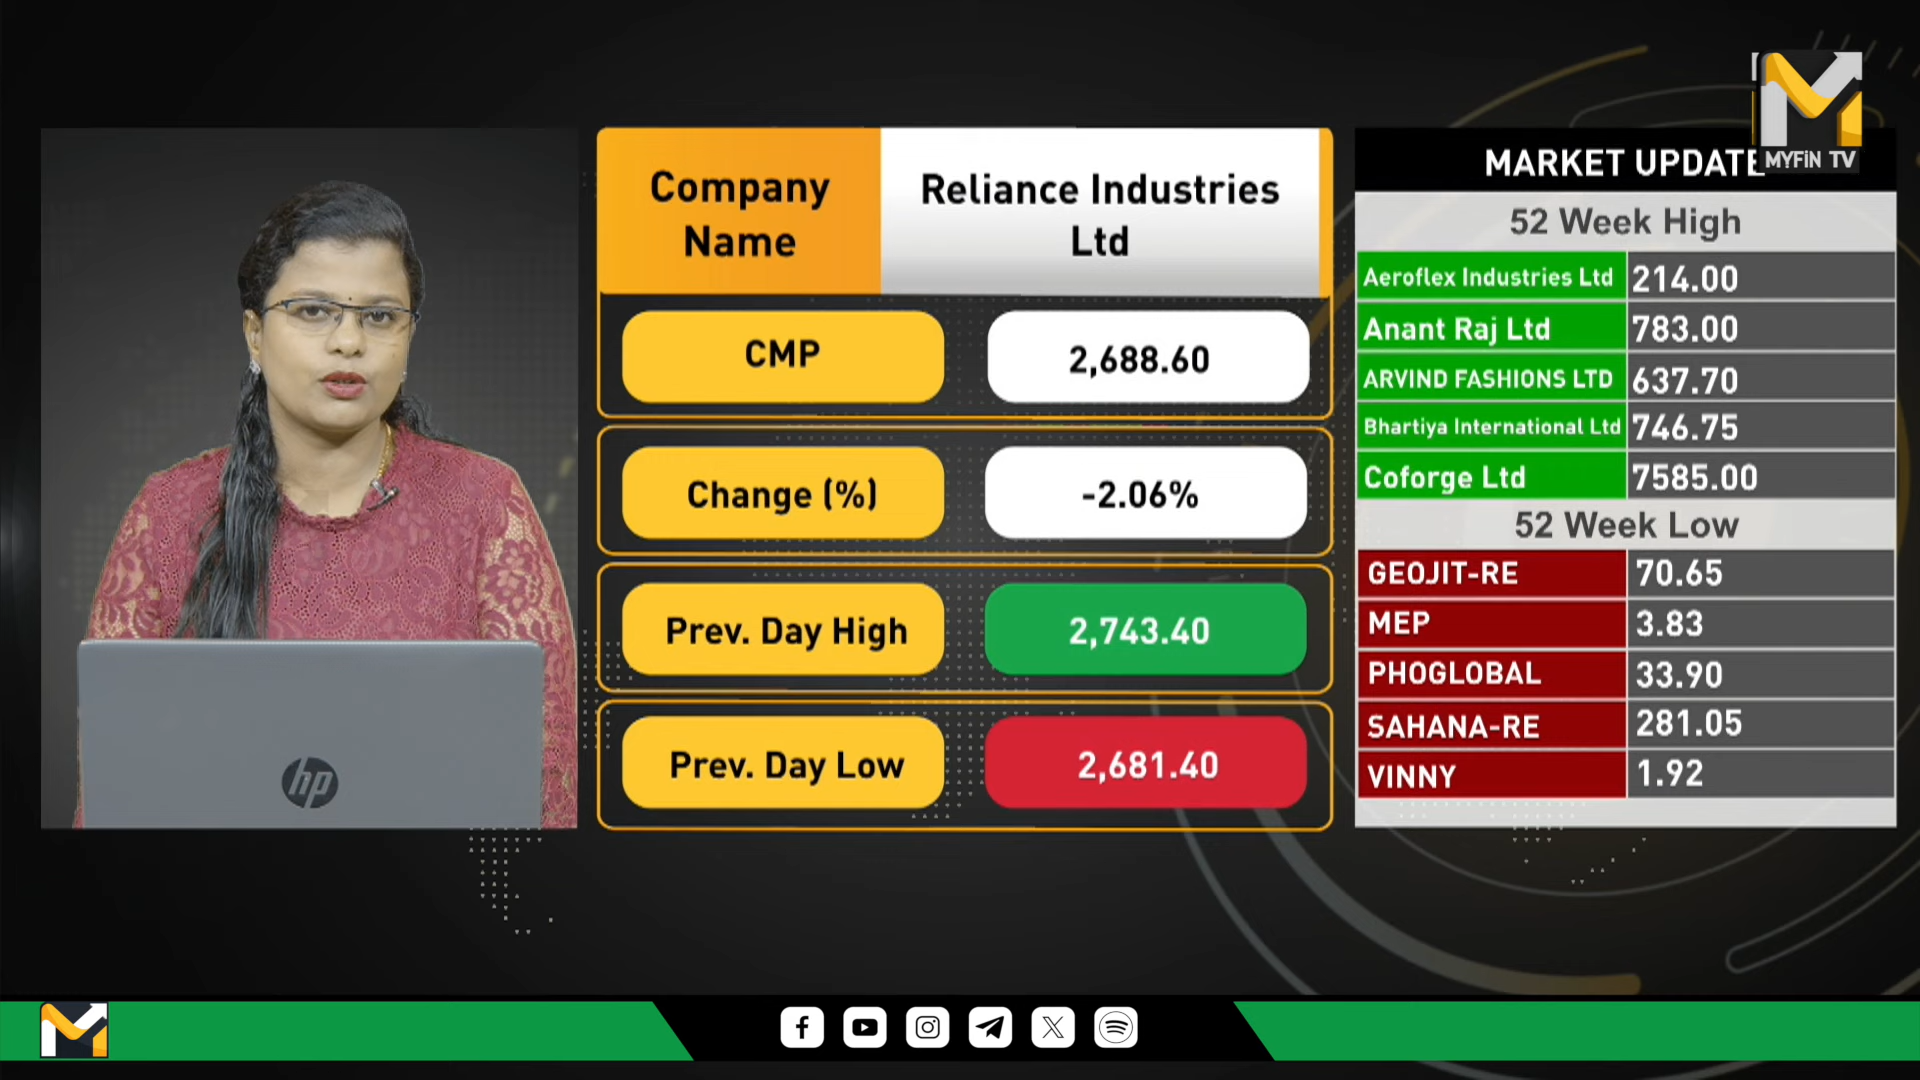 MYFiN TV
Company
Name
Reliance Industries
Ltd
CMP
2,688.60
Change (%)
-2.06%
Prev. Day High
2,743.40
Prev. Day Low
2,681.40
MARKET UPDATE
52 Week High
Aeroflex Industries Ltd 214.00
Anant Raj Ltd 783.00
ARVIND FASHIONS LTD 637.70
Bhartiya International Ltd 746.75
Coforge Ltd 7585.00
52 Week Low
GEOJIT-RE 70.65
MEP 3.83
PHOGLOBAL 33.90
SAHANA-RE 281.05
VINNY 1.92
hp